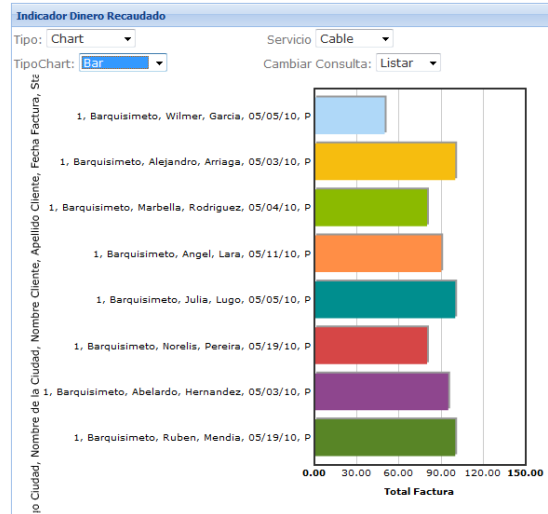 Indicador Dinero Recaudado
Tipo: Chart Servicio Cable
TipoChart: Bar Cambiar Consulta: Listar
go Ciudad, Nombre de la Ciudad, Nombre Cliente, Apellido Cliente, Fecha Factura, Sta
1, Barquisimeto, Wilmer, Garcia, 05/05/10, P
1, Barquisimeto, Alejandro, Arriaga, 05/03/10, P
1, Barquisimeto, Marbella, Rodriguez, 05/04/10, P
1, Barquisimeto, Angel, Lara, 05/11/10, P
1, Barquisimeto, Julia, Lugo, 05/05/10, P
1, Barquisimeto, Norelis, Pereira, 05/19/10, P
1, Barquisimeto, Abelardo, Hernandez, 05/03/10, P
1, Barquisimeto, Ruben, Mendia, 05/19/10, P
0.00 30.00 60.00 90.00 120.00 150.00
Total Factura